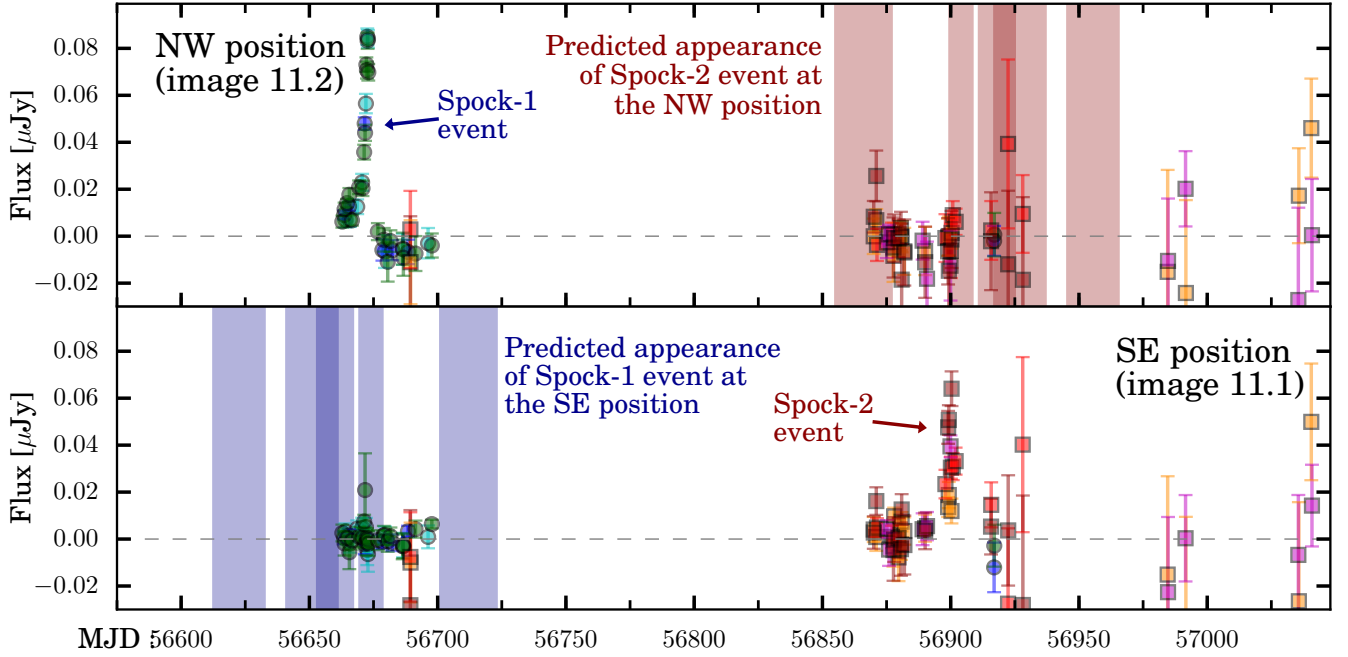 NW position
(image 11.2)
Spock-1
event
Predicted appearance
of Spock-2 event at
the NW position
Flux [μJy]
0.08
0.06
0.04
0.02
0.00
−0.02
Predicted appearance
of Spock-1 event at
the SE position
Spock-2
event
SE position
(image 11.1)
Flux [μJy]
0.08
0.06
0.04
0.02
0.00
−0.02
MJD : 56600 56650 56700 56750 56800 56850 56900 56950 57000